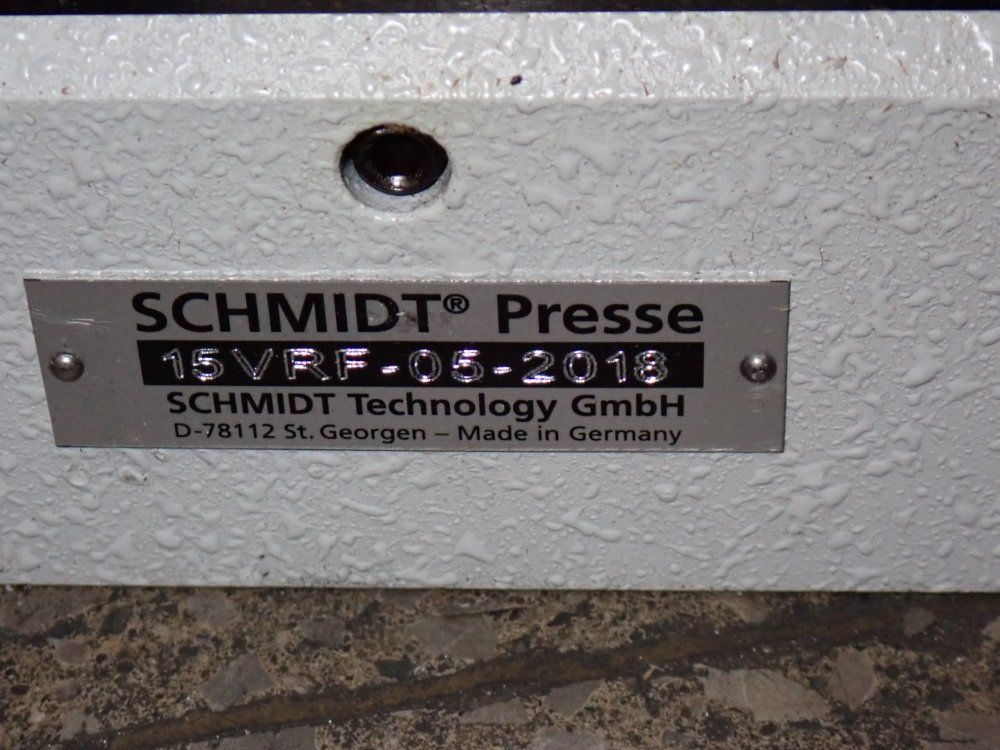 SCHMIDT® Presse
15VRF-05-2018
SCHMIDT Technology GmbH
D-78112 St. Georgen – Made in Germany